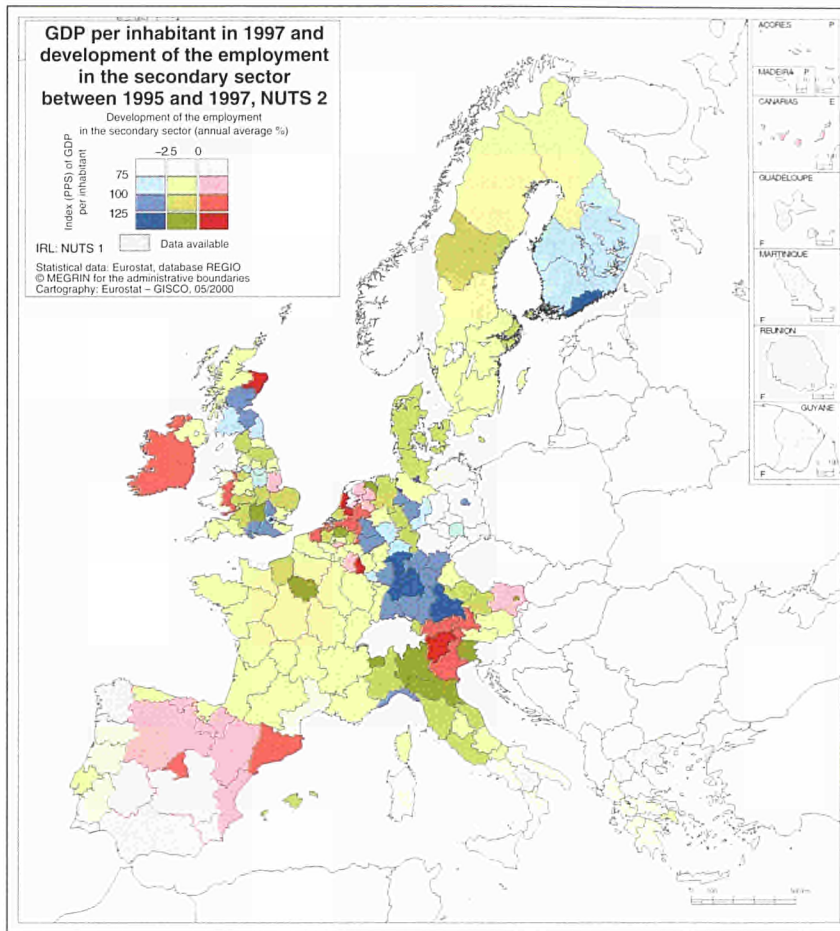 GDP per inhabitant in 1997 and
development of the employment
in the secondary sector
between 1995 and 1997, NUTS 2
Development of the employment
in the secondary sector (annual average %)
−2.5 0
Index (PPS) of GDP
per inhabitant
75
100
125
IRL: NUTS 1
Data available
Statistical data: Eurostat, database REGIO
© MEGRIN for the administrative boundaries
Cartography: Eurostat – GISCO, 05/2000
AÇORES P
MADEIRA P
CANARIAS E
GUADELOUPE
F
MARTINIQUE
F
REUNION
F
GUYANE
F